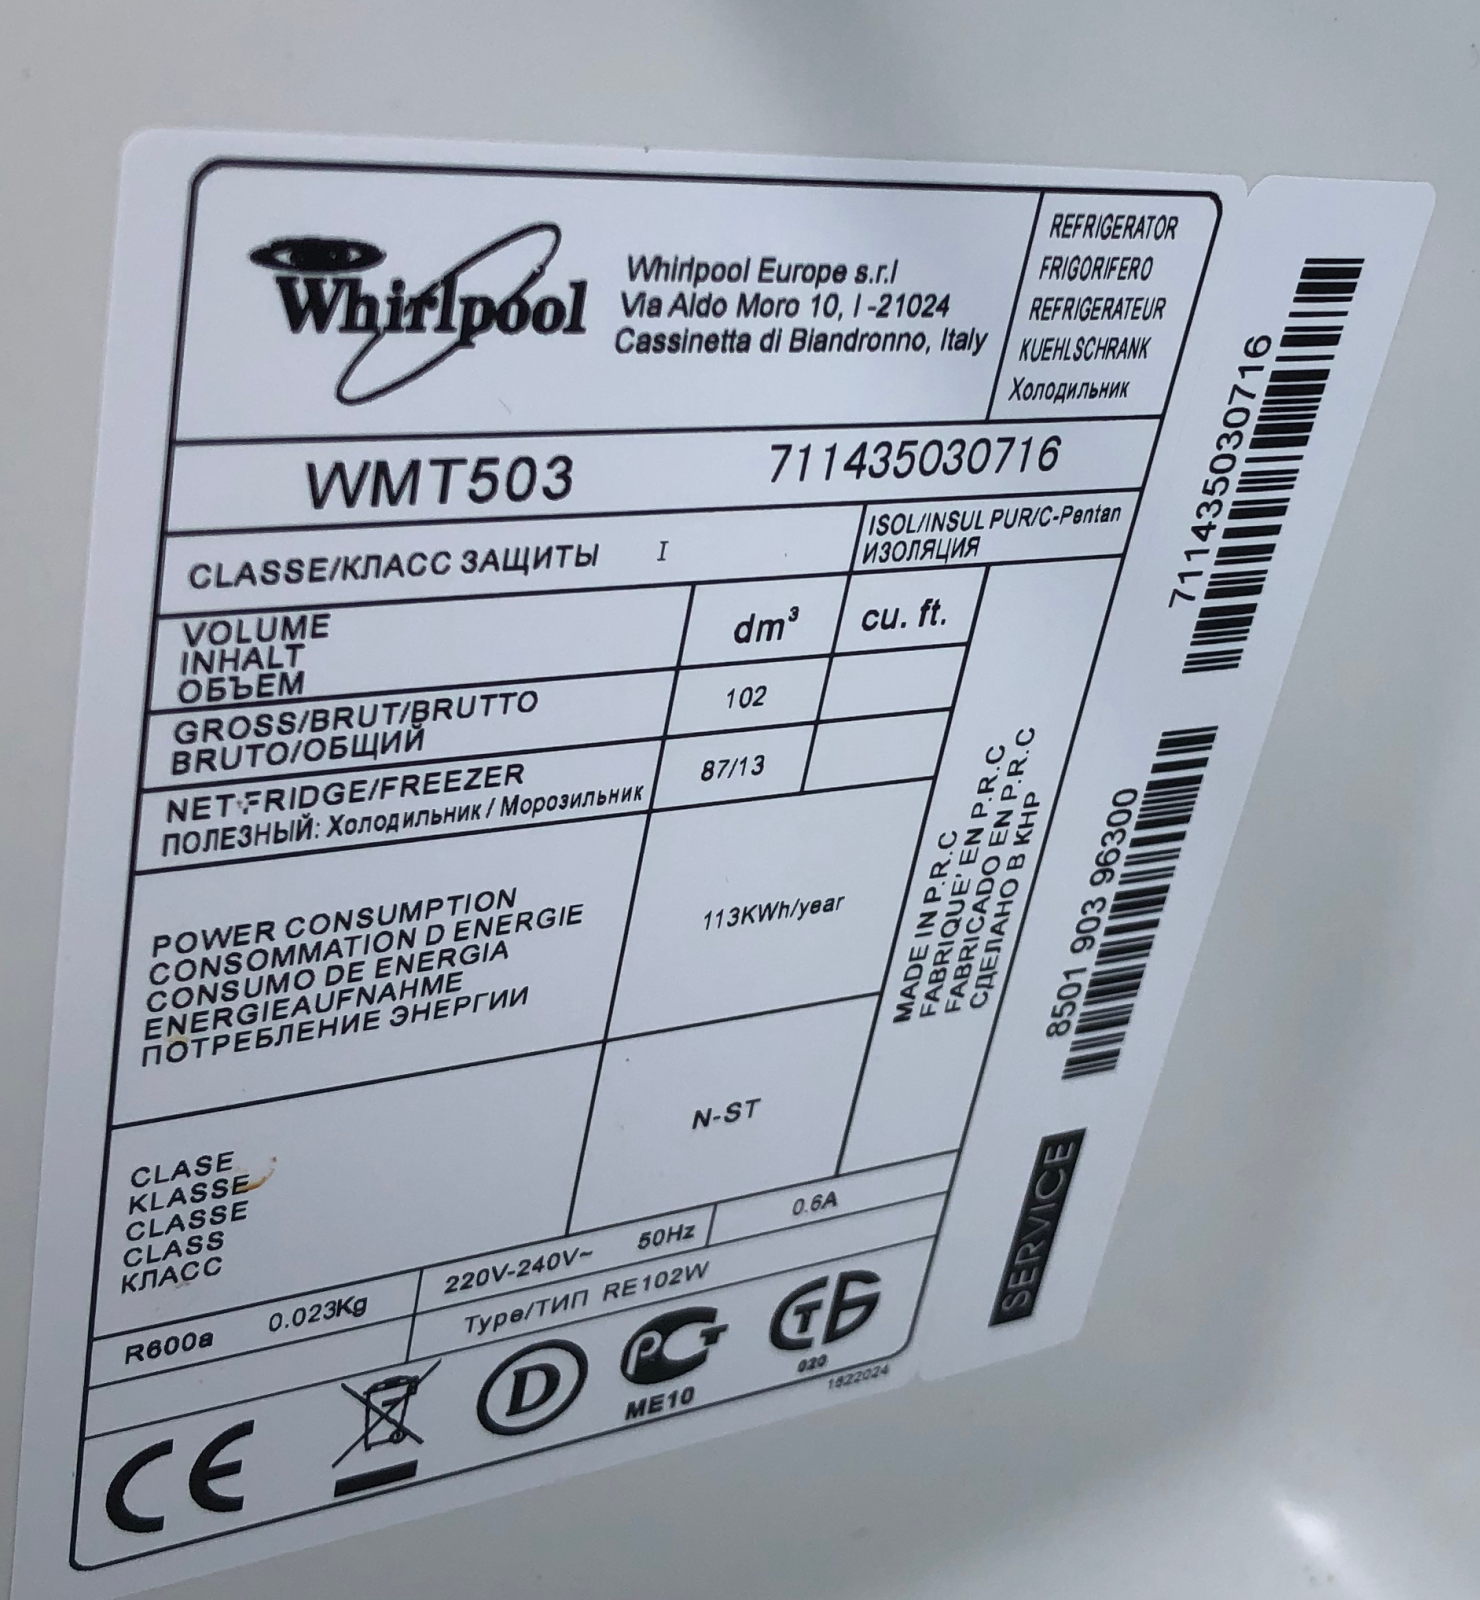 Whirlpool
Whirlpool Europe s.r.l
Via Aldo Moro 10, I -21024
Cassinetta di Biandronno, Italy
REFRIGERATOR
FRIGORIFERO
REFRIGERATEUR
KUEHLSCHRANK
Холодильник
WMT503
711435030716
CLASSE/КЛАСС ЗАЩИТЫ I
ISOL/INSUL PUR/C-Pentan
ИЗОЛЯЦИЯ
VOLUME
INHALT
ОБЪЕМ
dm³
cu. ft.
GROSS/BRUT/BRUTTO
BRUTO/ОБЩИЙ
102
NET:FRIDGE/FREEZER
ПОЛЕЗНЫЙ: Холодильник / Морозильник
87/13
POWER CONSUMPTION
CONSOMMATION D ENERGIE
CONSUMO DE ENERGIA
ENERGIEAUFNAHME
ПОТРЕБЛЕНИЕ ЭНЕРГИИ
113KWh/year
MADE IN P.R.C
FABRIQUE' EN P.R.C
FABRICADO EN P.R.C
СДЕЛАНО В КНР
CLASE
KLASSE
CLASSE
CLASS
КЛАСС
N-ST
R600a 0.023Kg
220V-240V~ 50Hz
0.6A
Type/ТИП RE102W
CE
D
РСТ
ME10
СТБ
020
1822024
711435030716
8501 903 96300
SERVICE